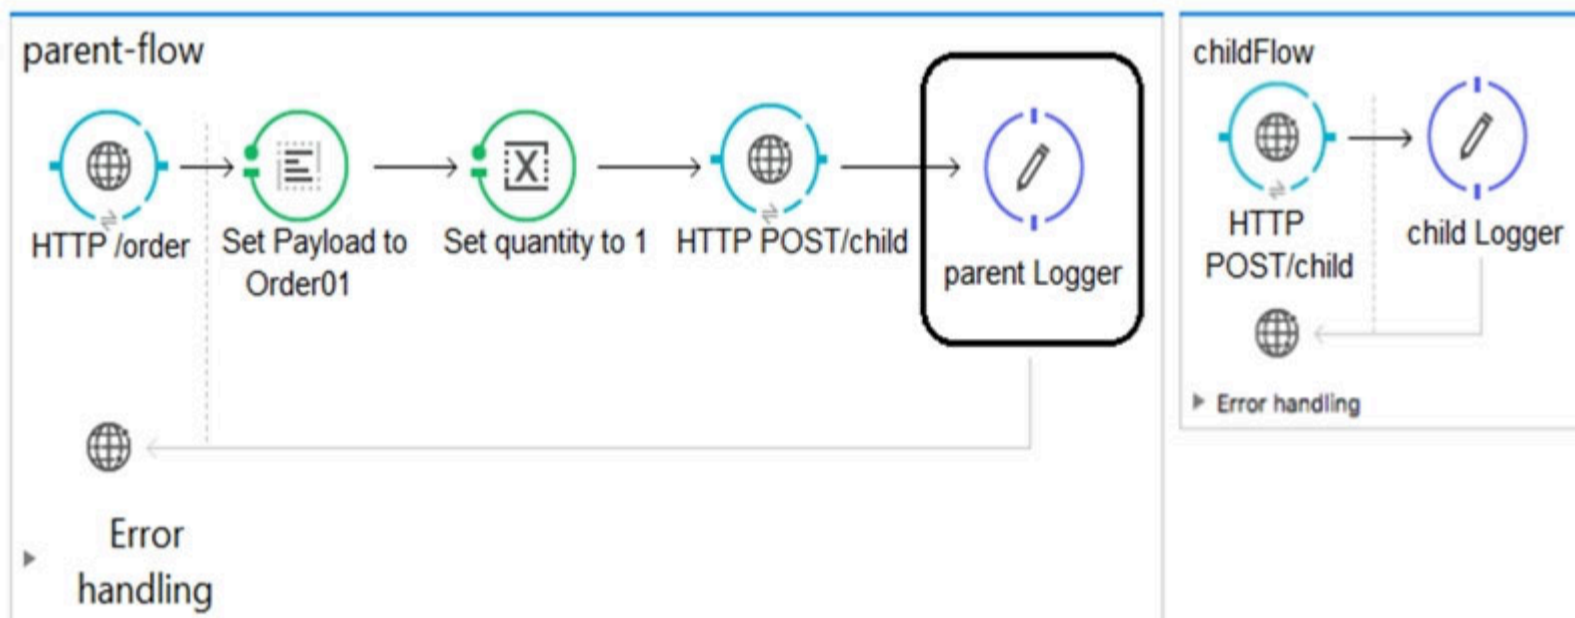 parent-flow
HTTP /order
Set Payload to
Order01
Set quantity to 1
HTTP POST/child
parent Logger
Error
handling
childFlow
HTTP
POST/child
child Logger
Error handling